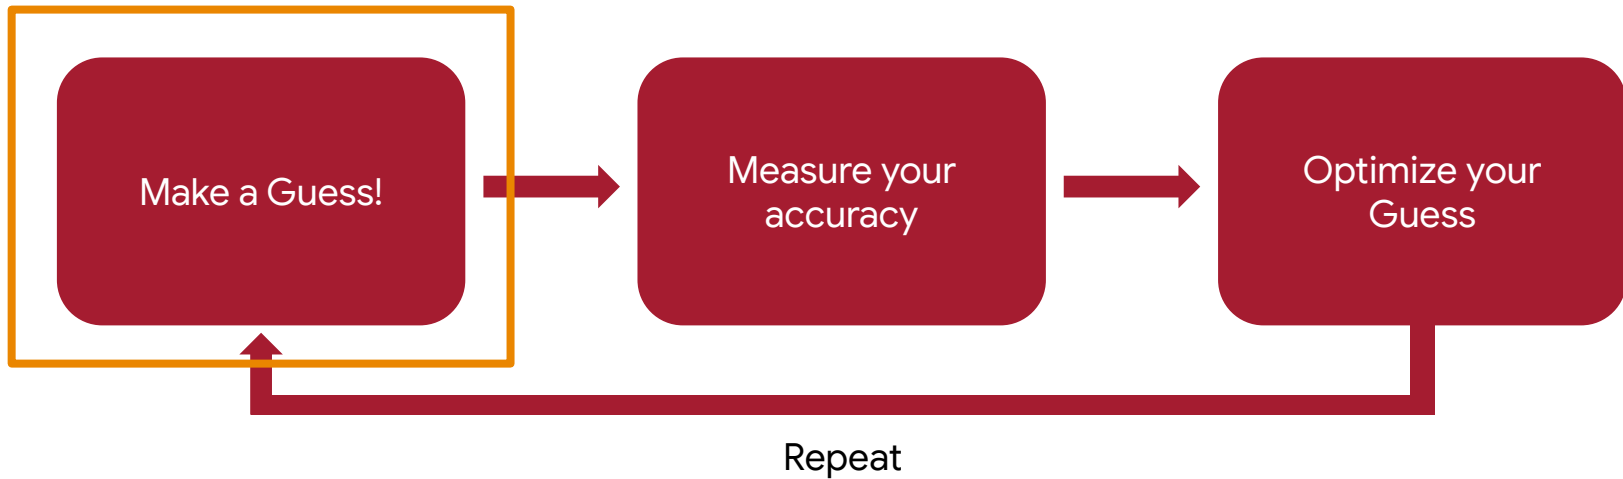 Make a Guess!
Measure your
accuracy
Optimize your
Guess
Repeat